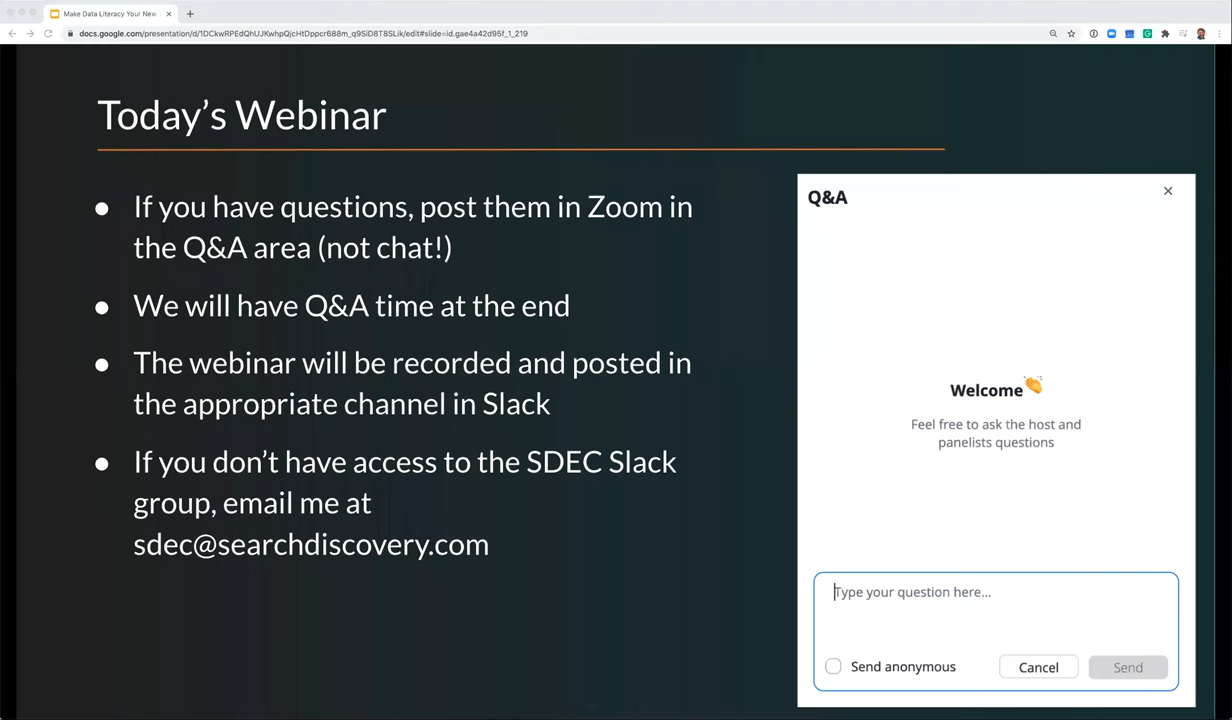 Make Data Literacy Your New
docs.google.com/presentation/d/1DCkwRPEdQhUJKwhpQjcHtDppcr688m_q9SiD8T8SLik/edit#slide=id.gae4a42d95f_1_219
Today’s Webinar
● If you have questions, post them in Zoom in
the Q&A area (not chat!)
● We will have Q&A time at the end
● The webinar will be recorded and posted in
the appropriate channel in Slack
● If you don’t have access to the SDEC Slack
group, email me at
sdec@searchdiscovery.com
Q&A
Welcome
Feel free to ask the host and
panelists questions
Type your question here...
Send anonymous
Cancel
Send